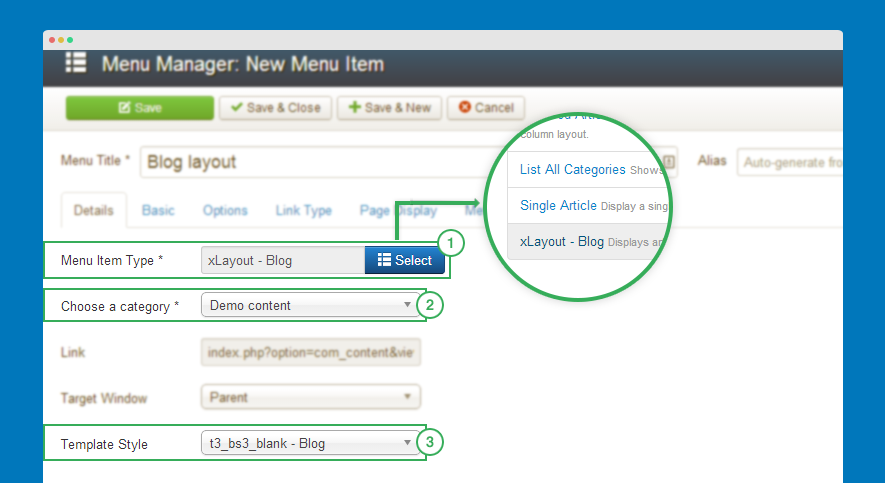 Menu Manager: New Menu Item
Save
Save & Close
Save & New
Cancel
column layout.
Menu Title *
Blog layout
Alias
Auto-generate fro
List All Categories Shows
Single Article Display a sing
xLayout - Blog Displays
Details
Basic
Options
Link Type
Page Display
1
Menu Item Type *
xLayout - Blog
Select
Choose a category *
Demo content
2
Link
index.php?option=com_content&vie
Target Window
Parent
Template Style
t3_bs3_blank - Blog
3